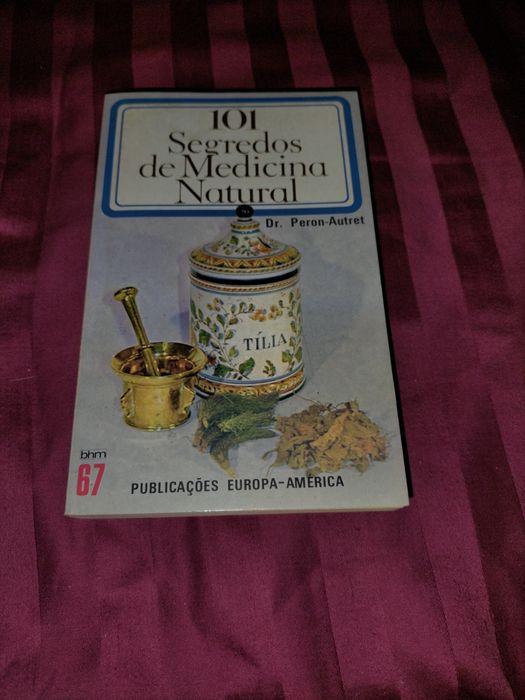 101
Segredos
de Medicina
Natural
Dr. Peron-Autret
TÍLIA
bhm
67
PUBLICAÇÕES EUROPA-AMÉRICA